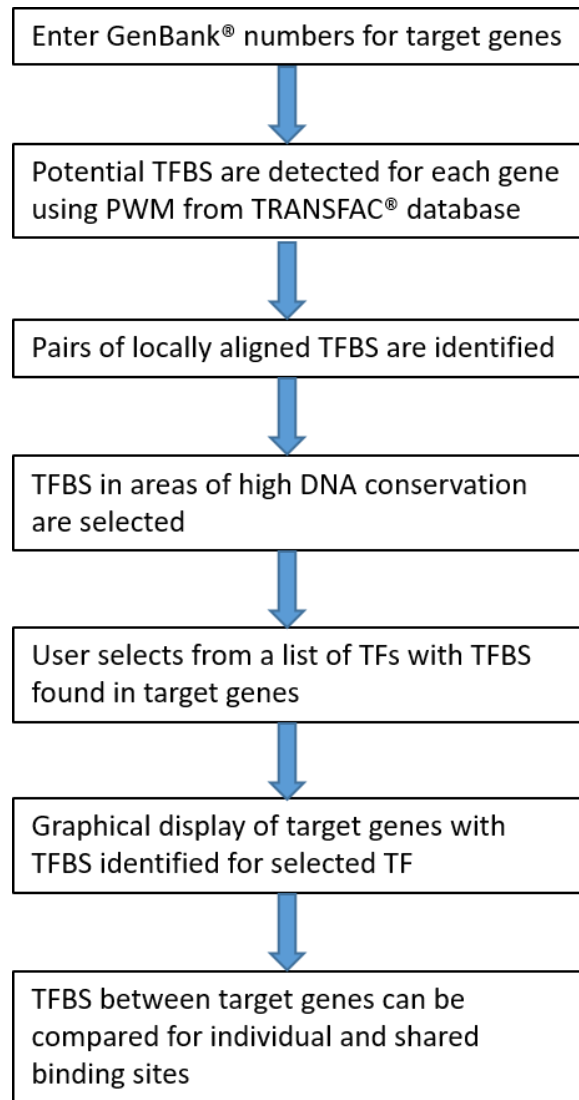 Enter GenBank® numbers for target genes
Potential TFBS are detected for each gene
using PWM from TRANSFAC® database
Pairs of locally aligned TFBS are identified
TFBS in areas of high DNA conservation
are selected
User selects from a list of TFs with TFBS
found in target genes
Graphical display of target genes with
TFBS identified for selected TF
TFBS between target genes can be
compared for individual and shared
binding sites